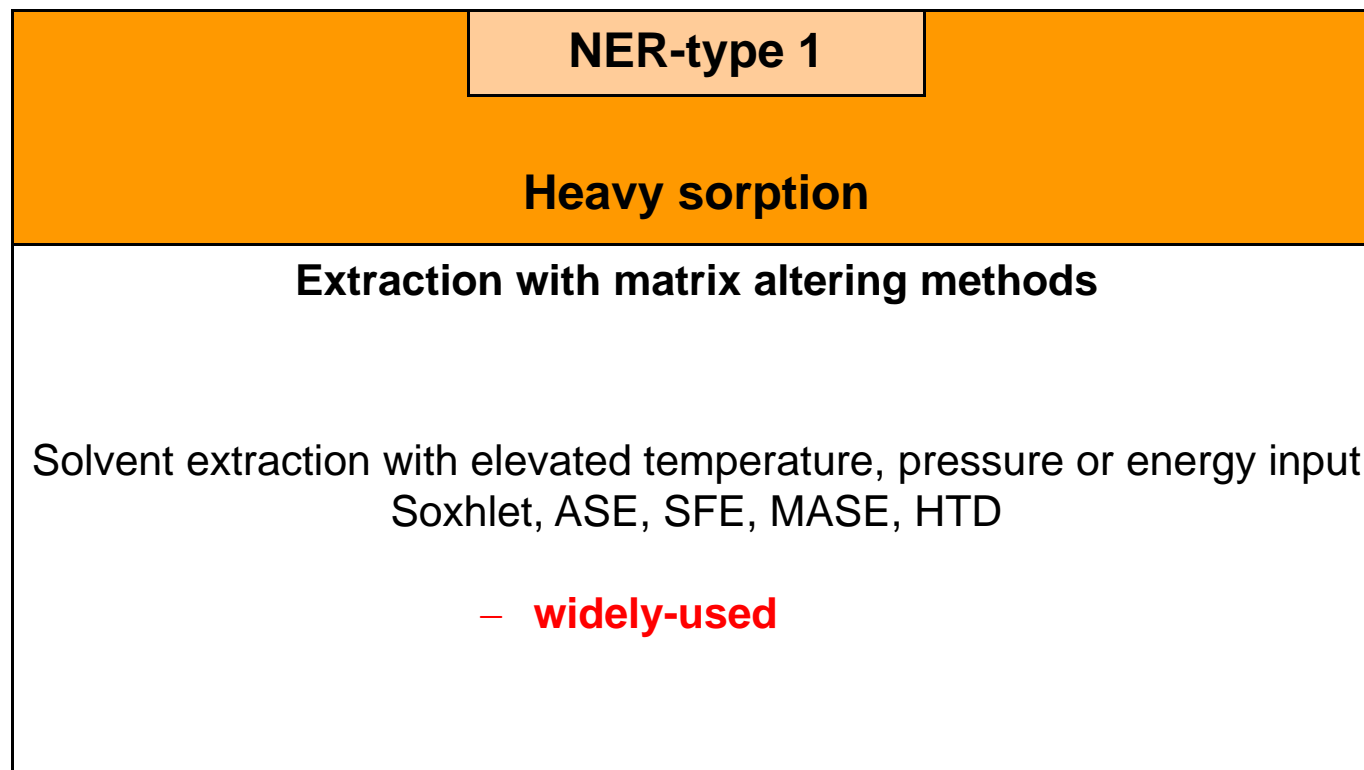 NER-type 1
Heavy sorption
Extraction with matrix altering methods
Solvent extraction with elevated temperature, pressure or energy input
Soxhlet, ASE, SFE, MASE, HTD
– widely-used